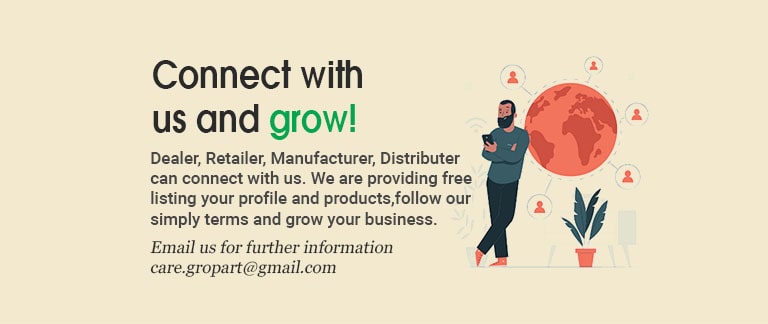 Connect with
us and grow!
Dealer, Retailer, Manufacturer, Distributer
can connect with us. We are providing free
listing your profile and products,follow our
simply terms and grow your business.
Email us for further information
care.gropart@gmail.com